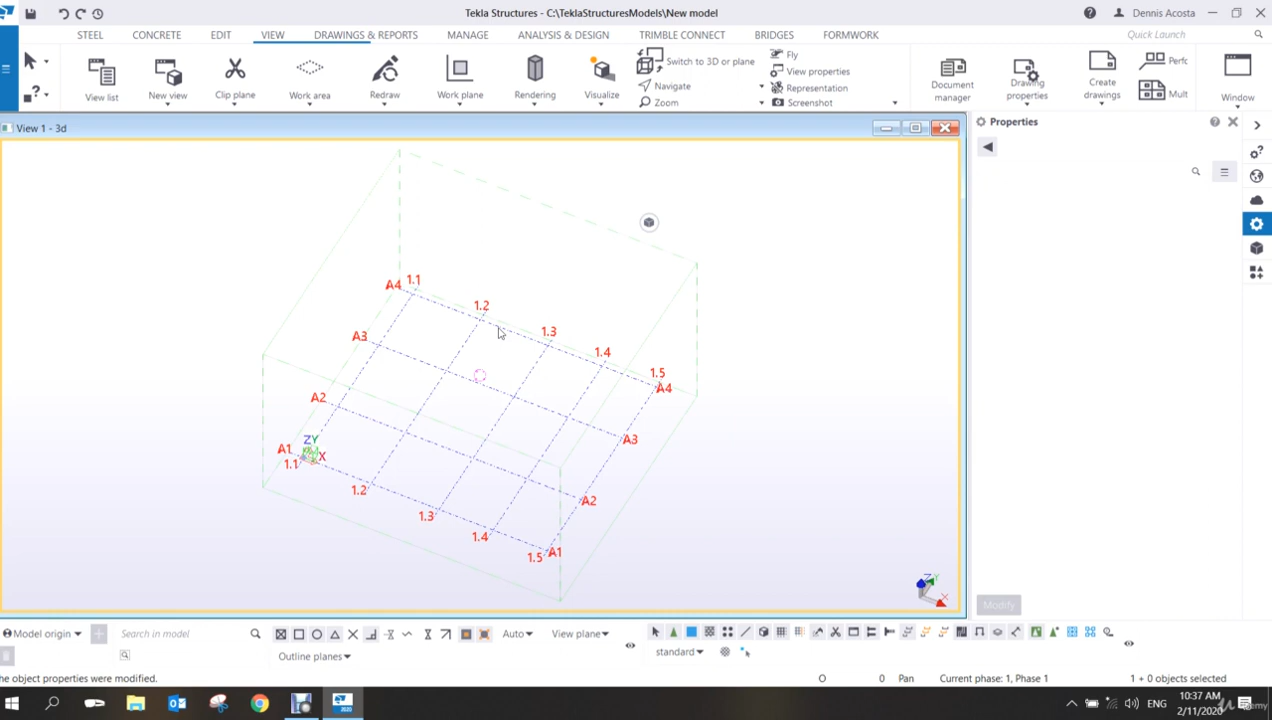 Tekla Structures - C:\TeklaStructuresModels\New model
Dennis Acosta
STEEL CONCRETE EDIT VIEW DRAWINGS & REPORTS MANAGE ANALYSIS & DESIGN TRIMBLE CONNECT BRIDGES FORMWORK
Quick Launch
View list
New view
Clip plane
Work area
Redraw
Work plane
Rendering
Visualize
Switch to 3D or plane
Navigate
Zoom
Fly
View properties
Representation
Screenshot
Document manager
Drawing properties
Create drawings
Perfc
Mult
Window
View 1 - 3d
Properties
A4 1.1
1.2
1.3
1.4
1.5
A4
A3
A2
A3
A1
ZY
X
1.1
1.2
1.3
1.4
1.5 A1
A2
Z Y
X
Modify
Model origin
Search in model
Auto
View plane
Outline planes
standard
he object properties were modified.
O 0 Pan Current phase: 1, Phase 1 1 + 0 objects selected
2020
ENG
10:37 AM
2/11/2020